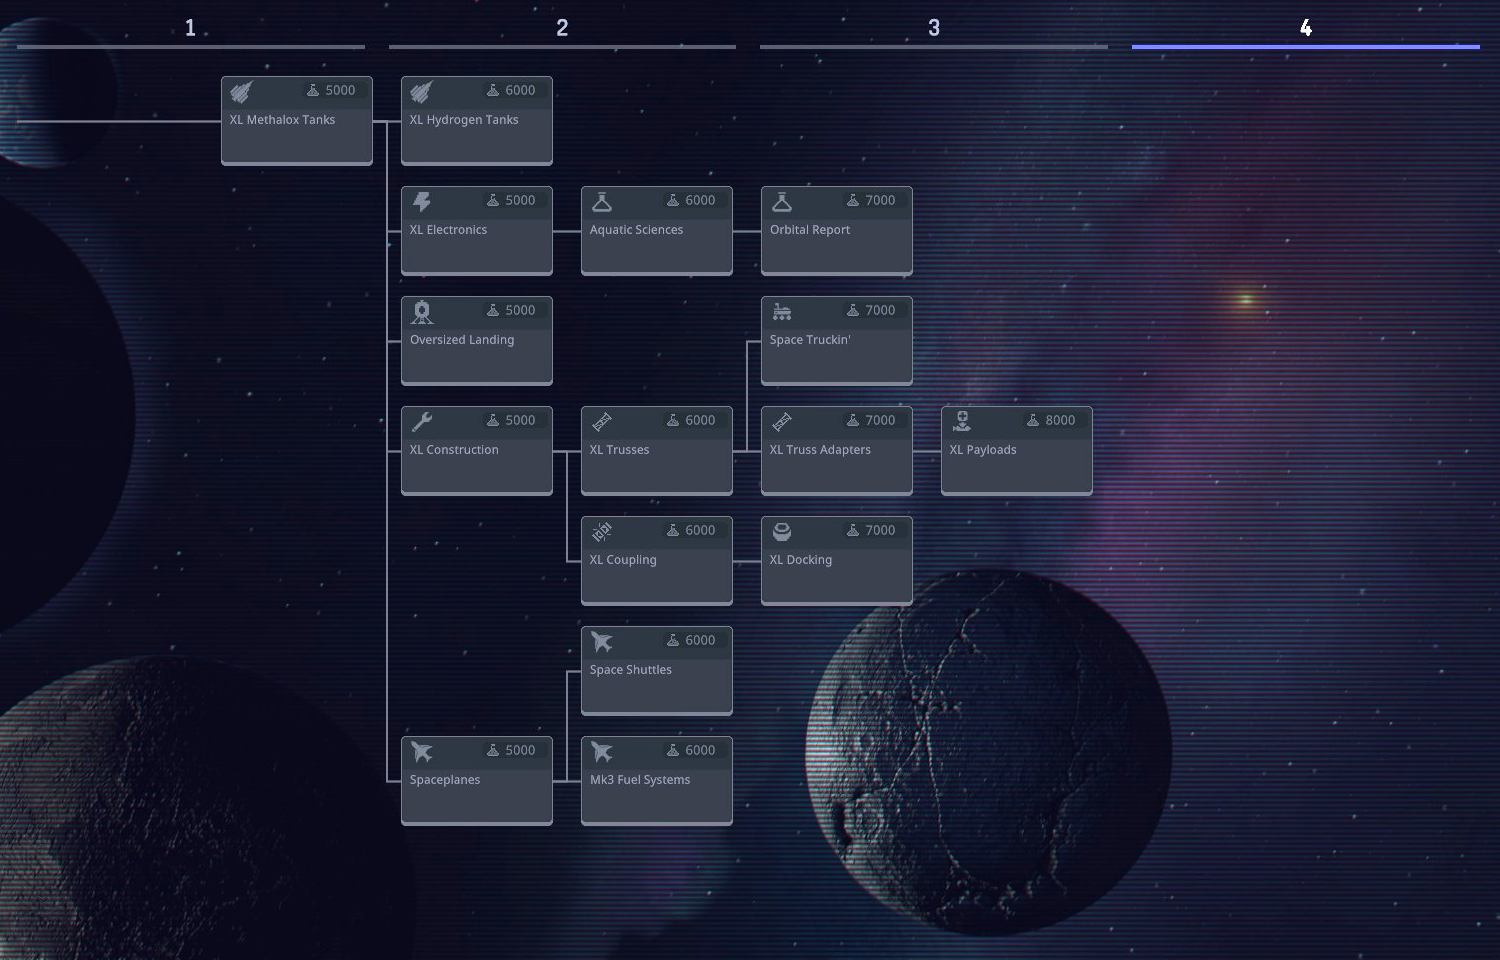 1 2 3 4
5000 6000
XL Methalox Tanks XL Hydrogen Tanks
5000 6000 7000
XL Electronics Aquatic Sciences Orbital Report
5000 7000
Oversized Landing Space Truckin'
5000 6000 7000 8000
XL Construction XL Trusses XL Truss Adapters XL Payloads
6000 7000
XL Coupling XL Docking
6000
Space Shuttles
5000 6000
Spaceplanes Mk3 Fuel Systems